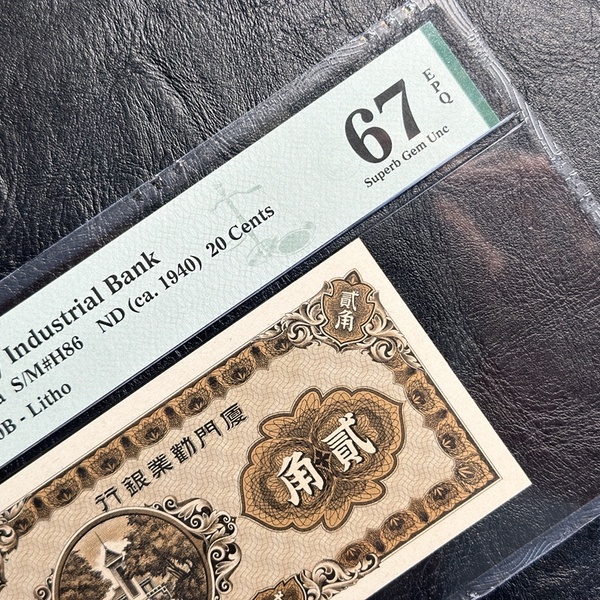 67
EPQ
Superb Gem Unc
Industrial Bank
S/M#H86 ND (ca. 1940) 20 Cents
- Litho
貳角
廈門勸業銀行
貳角